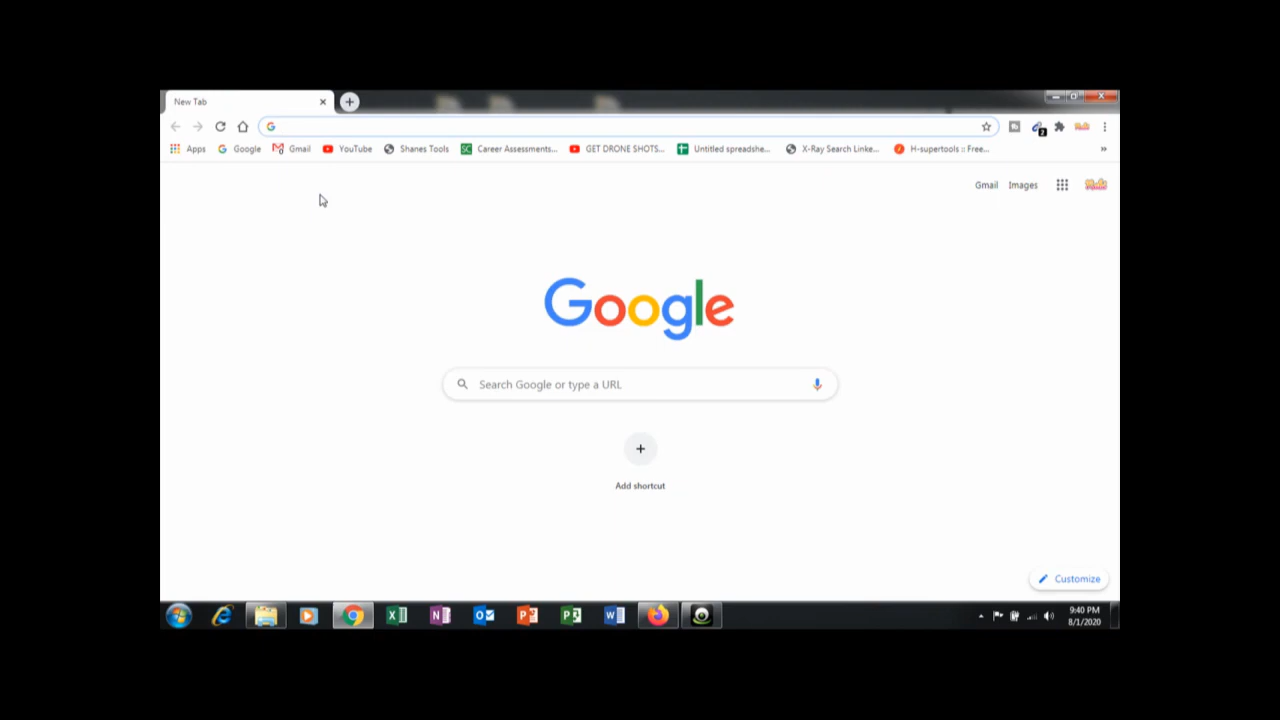 New Tab
Apps Google Gmail YouTube Shanes Tools Career Assessments... GET DRONE SHOTS... Untitled spreadshe... X-Ray Search Linke... H-supertools :: Free... »
Gmail Images
Google
Search Google or type a URL
Add shortcut
Customize
9:40 PM
8/1/2020